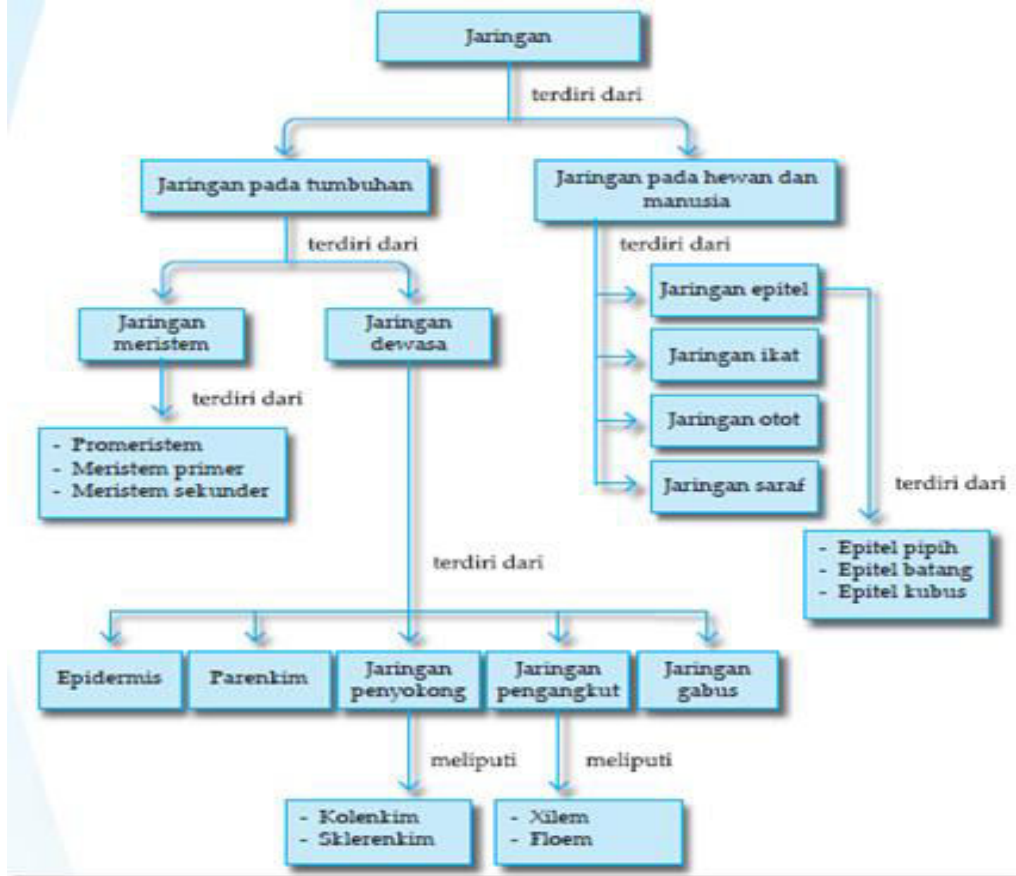 Jaringan
terdiri dari
Jaringan pada tumbuhan
Jaringan pada hewan dan
manusia
terdiri dari
terdiri dari
Jaringan
meristem
Jaringan
dewasa
Jaringan epitel
Jaringan ikat
Jaringan otot
Jaringan saraf
terdiri dari
- Promeristem
- Meristem primer
- Meristem sekunder
terdiri dari
- Epitel pipih
- Epitel batang
- Epitel kubus
terdiri dari
Epidermis
Parenkim
Jaringan
penyokong
Jaringan
pengangkut
Jaringan
gabus
meliputi
meliputi
- Kolenkim
- Sklerenkim
- Xilem
- Floem